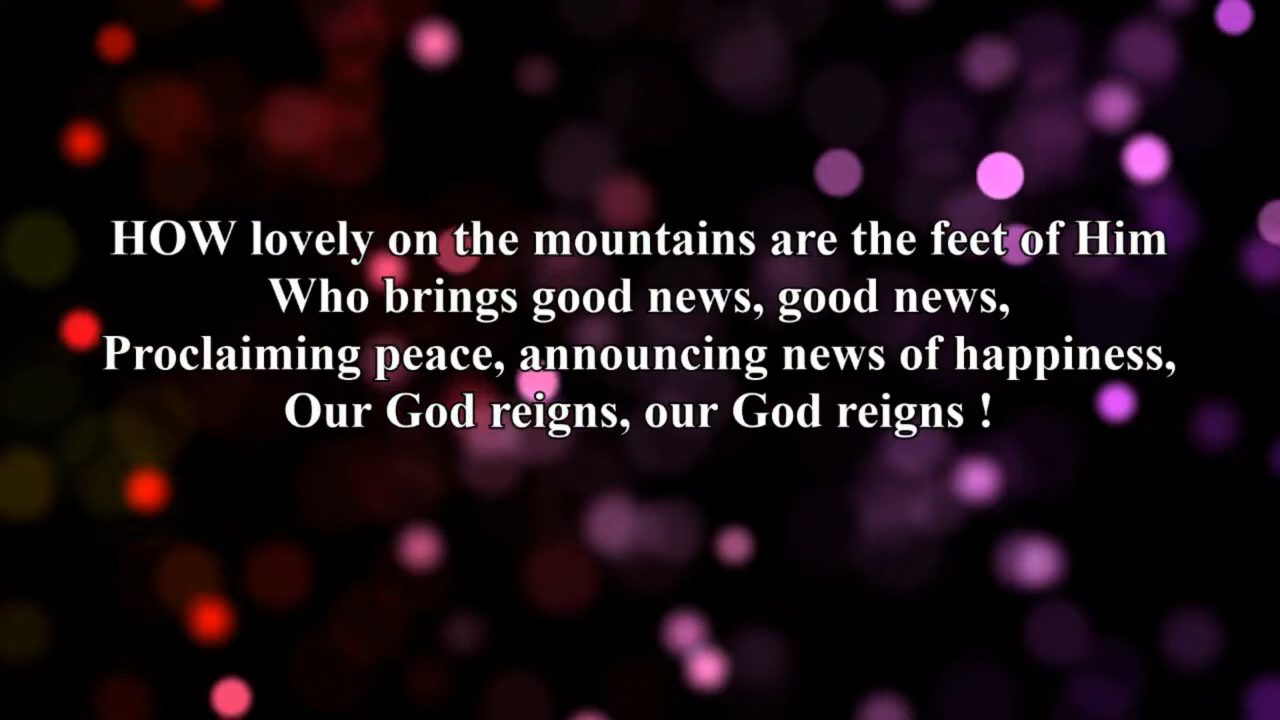 HOW lovely on the mountains are the feet of Him
Who brings good news, good news,
Proclaiming peace, announcing news of happiness,
Our God reigns, our God reigns !